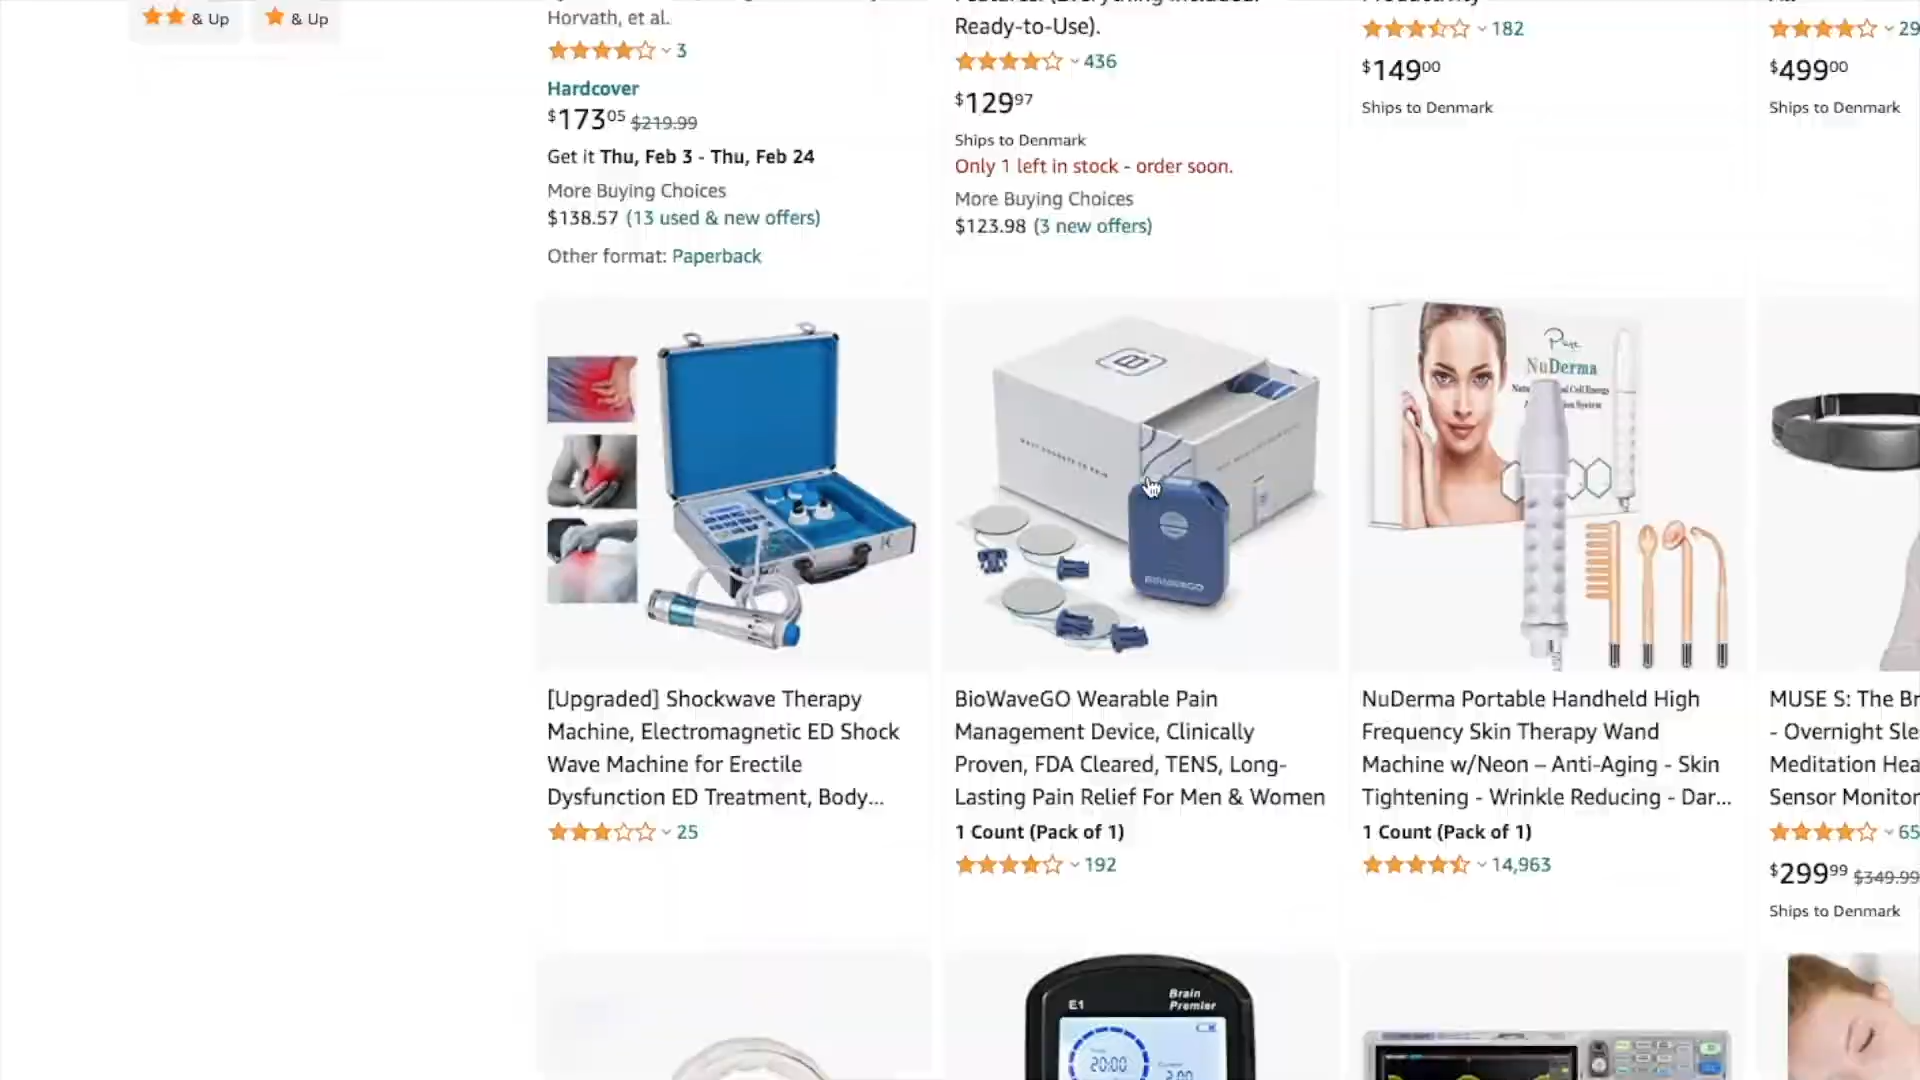 & Up
& Up
Horvath, et al.
3
Hardcover
$173.05 $219.99
Get it Thu, Feb 3 - Thu, Feb 24
More Buying Choices
$138.57 (13 used & new offers)
Other format: Paperback
Ready-to-Use).
436
$129.97
Ships to Denmark
Only 1 left in stock - order soon.
More Buying Choices
$123.98 (3 new offers)
182
$149.00
Ships to Denmark
29
$499.00
Ships to Denmark
B
BIOWAVEGO
Pure
NuDerma
[Upgraded] Shockwave Therapy
Machine, Electromagnetic ED Shock
Wave Machine for Erectile
Dysfunction ED Treatment, Body...
25
BioWaveGO Wearable Pain
Management Device, Clinically
Proven, FDA Cleared, TENS, Long-
Lasting Pain Relief For Men & Women
1 Count (Pack of 1)
192
NuDerma Portable Handheld High
Frequency Skin Therapy Wand
Machine w/Neon – Anti-Aging - Skin
Tightening - Wrinkle Reducing - Dar...
1 Count (Pack of 1)
14,963
MUSE S: The Br
- Overnight Sle
Meditation Hea
Sensor Monitor
65
$299.99 $349.99
Ships to Denmark
E1
Brain
Premier
20:00